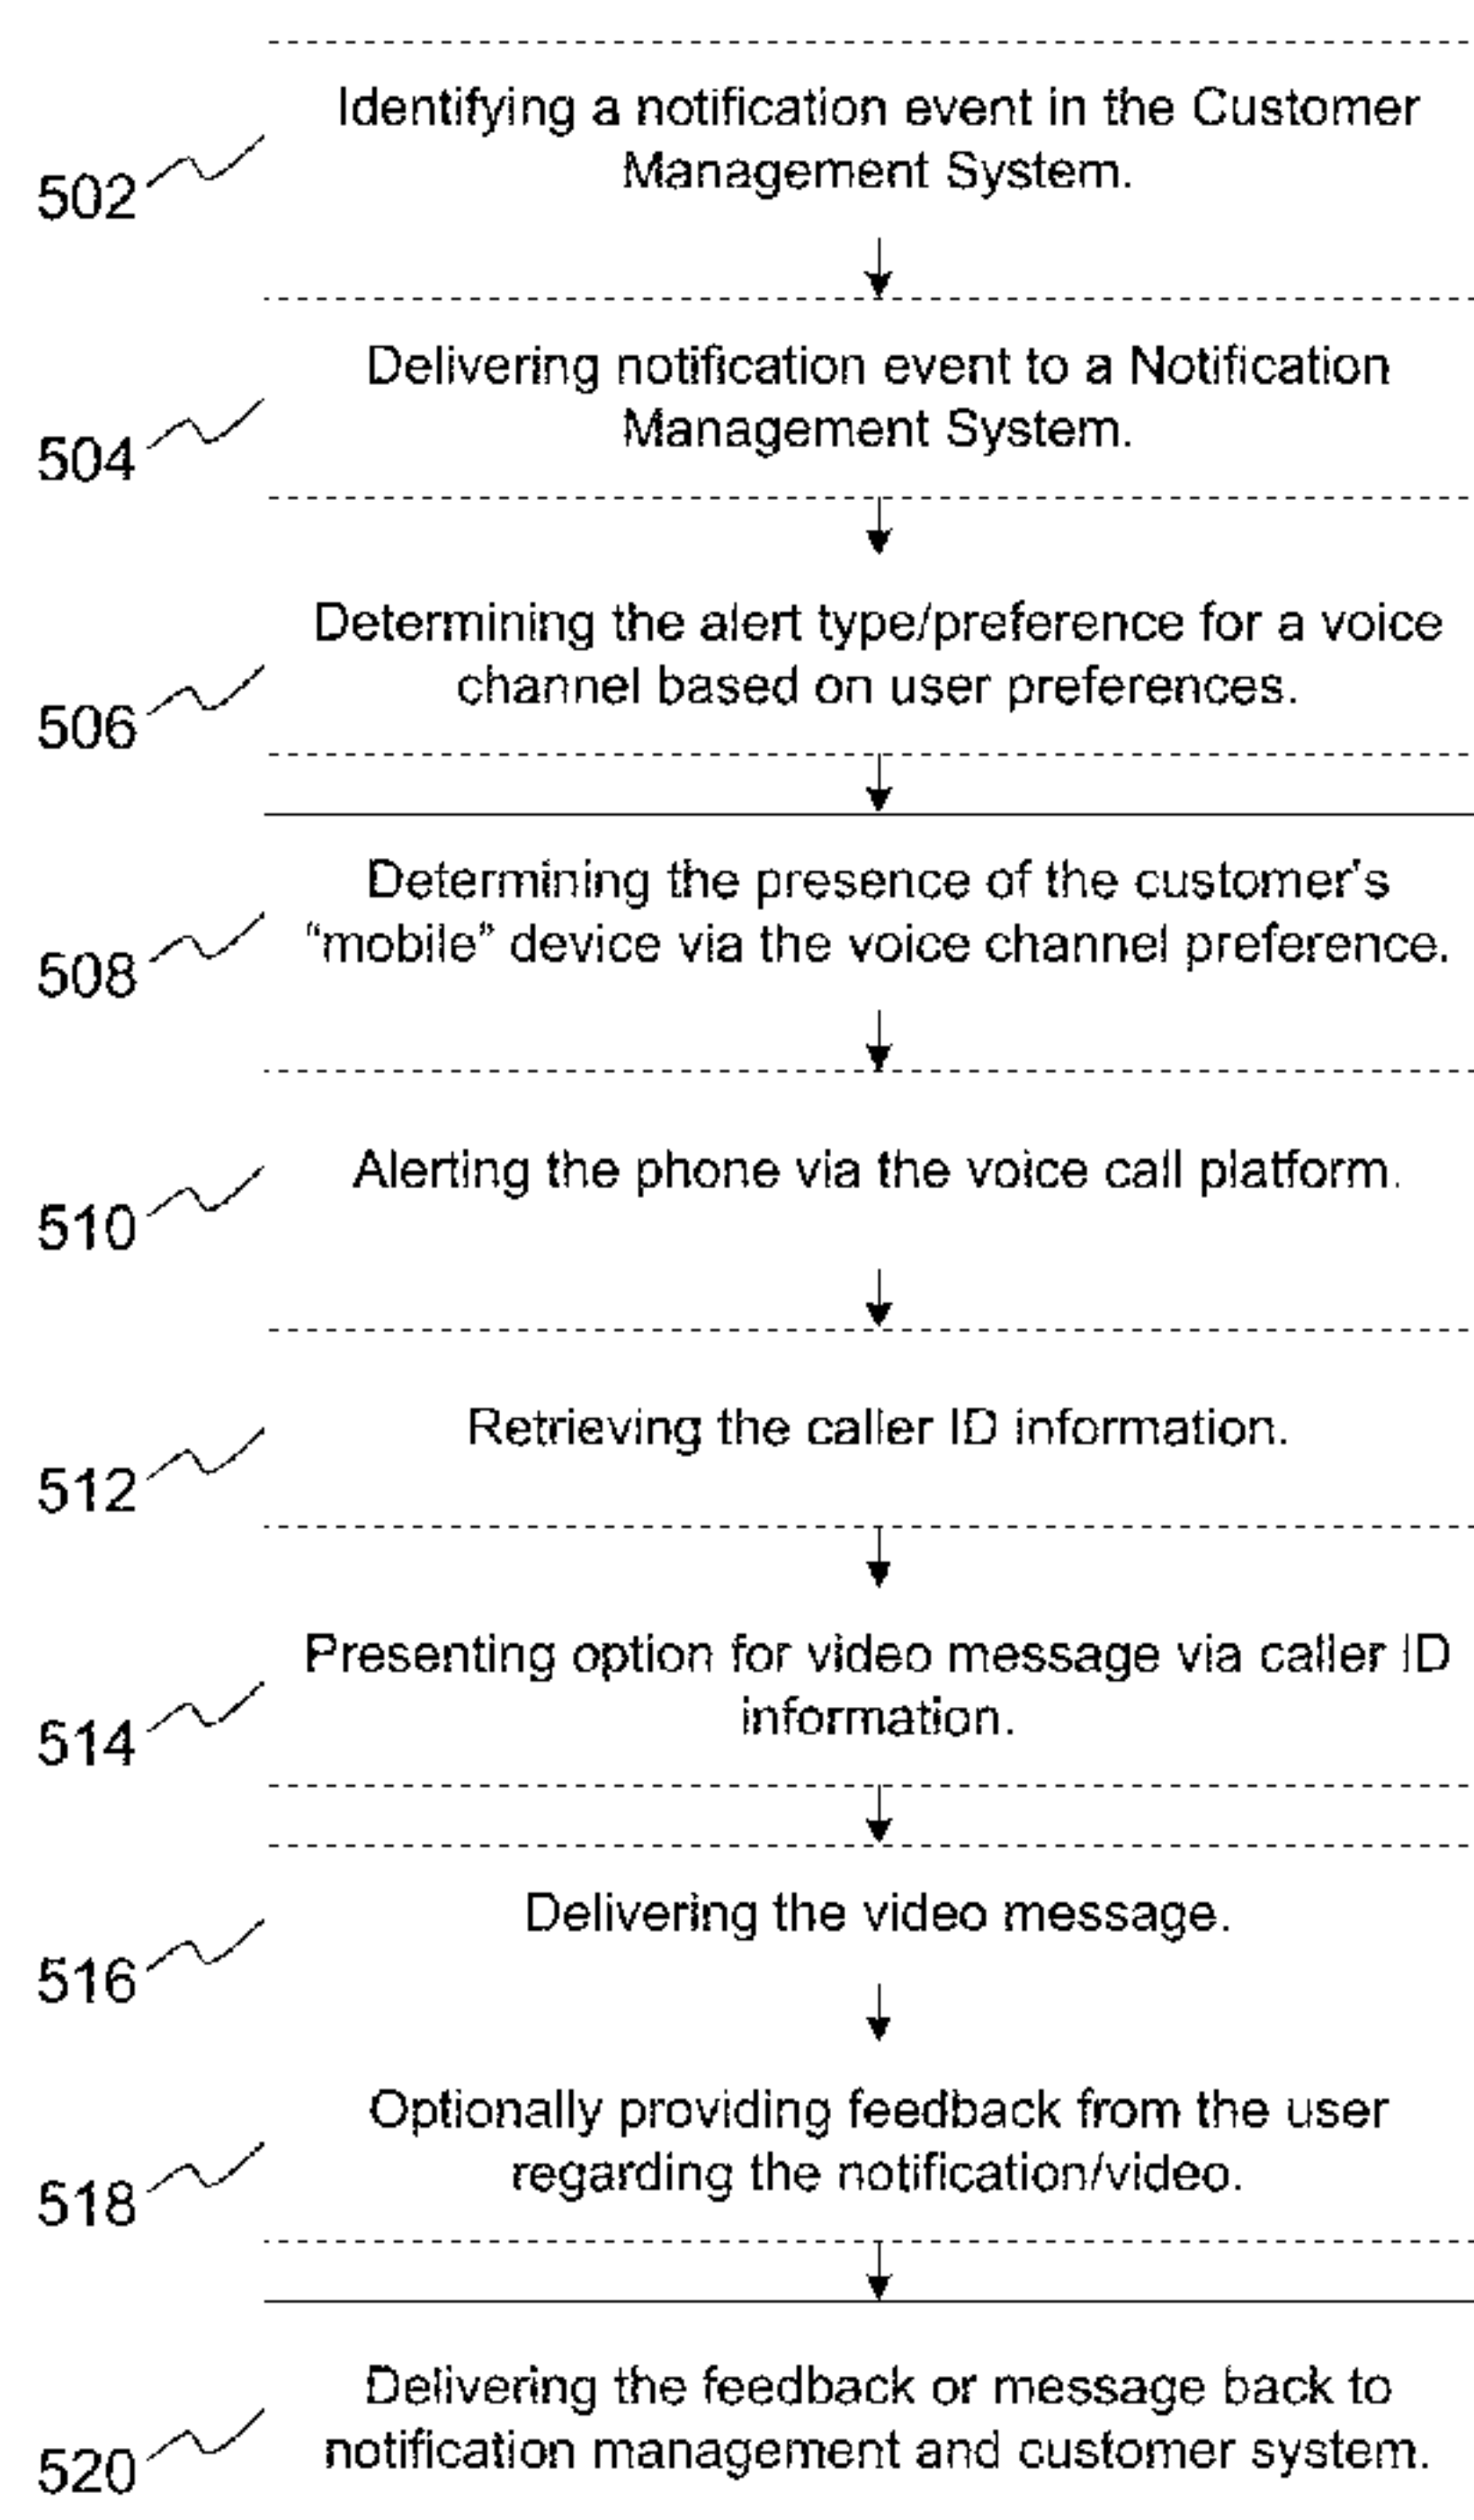 Identifying a notification event in the Customer
Management System.
502
Delivering notification event to a Notification
Management System.
504
Determining the alert type/preference for a voice
channel based on user preferences.
506
Determining the presence of the customer's
“mobile” device via the voice channel preference.
508
Alerting the phone via the voice call platform.
510
Retrieving the caller ID information.
512
Presenting option for video message via caller ID
information.
514
Delivering the video message.
516
Optionally providing feedback from the user
regarding the notification/video.
518
Delivering the feedback or message back to
notification management and customer system.
520